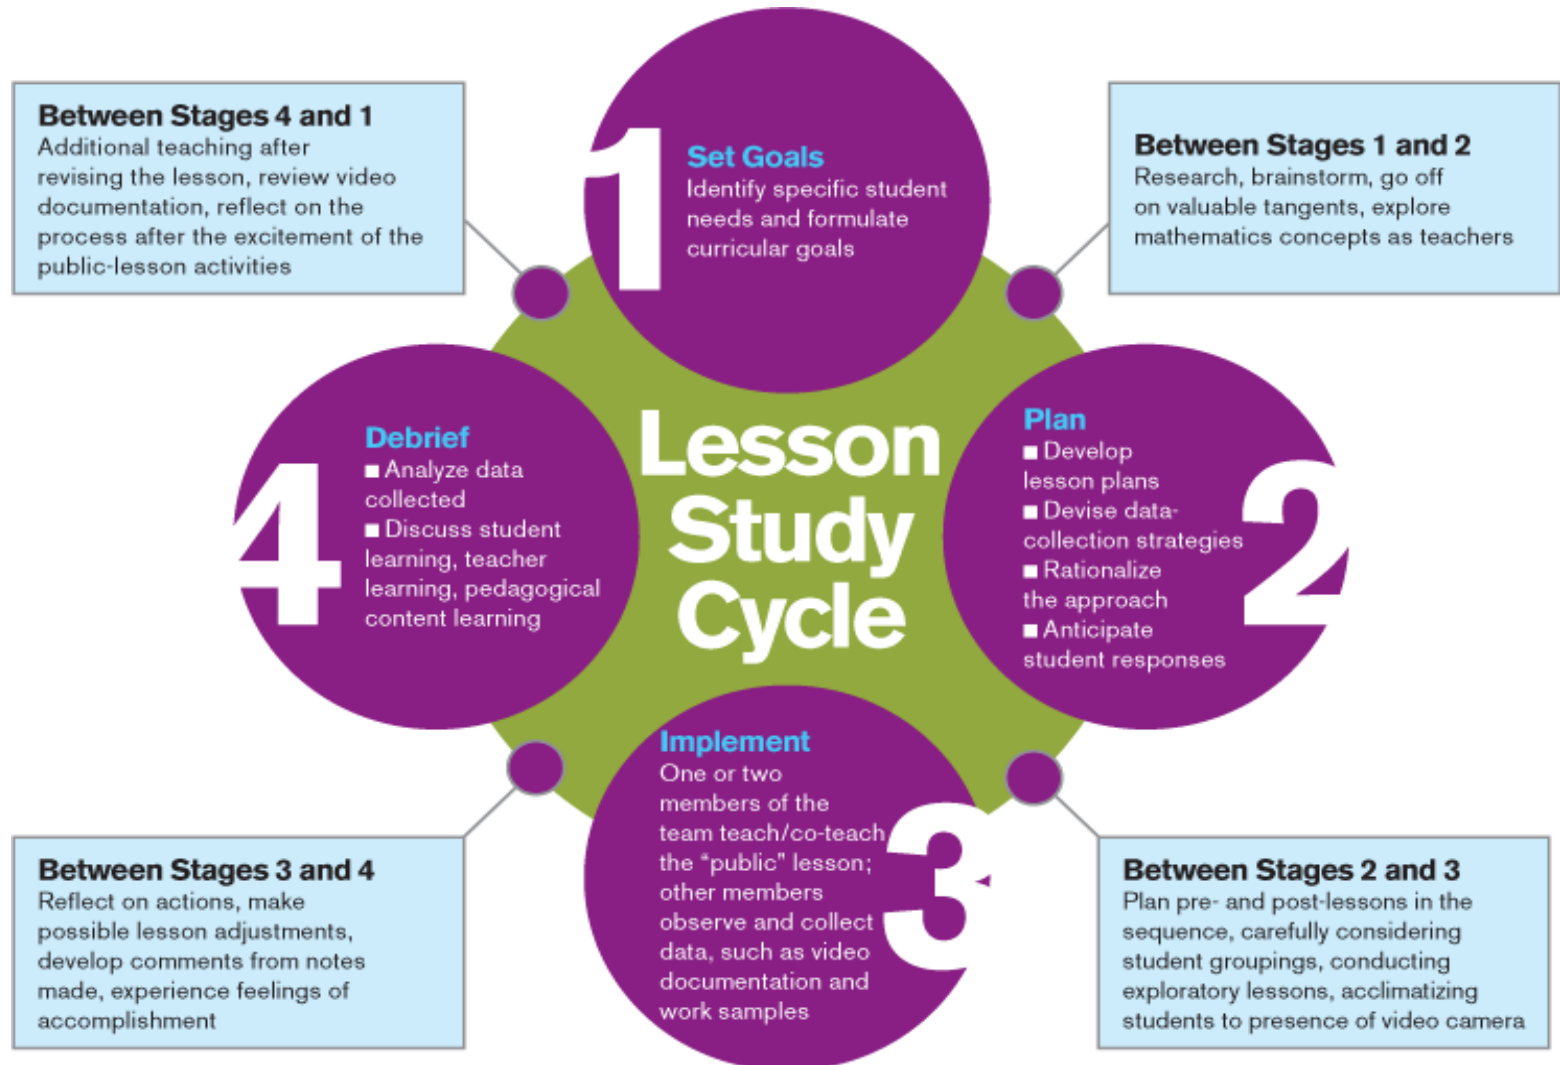 Between Stages 4 and 1
Additional teaching after
revising the lesson, review video
documentation, reflect on the
process after the excitement of the
public-lesson activities
1
Set Goals
Identify specific student
needs and formulate
curricular goals
Between Stages 1 and 2
Research, brainstorm, go off
on valuable tangents, explore
mathematics concepts as teachers
4
Debrief
■ Analyze data
collected
■ Discuss student
learning, teacher
learning, pedagogical
content learning
Lesson
Study
Cycle
Plan
■ Develop
lesson plans
■ Devise data-
collection strategies
■ Rationalize
the approach
■ Anticipate
student responses
2
Implement
One or two
members of the
team teach/co-teach
the “public” lesson;
other members
observe and collect
data, such as video
documentation and
work samples
3
Between Stages 3 and 4
Reflect on actions, make
possible lesson adjustments,
develop comments from notes
made, experience feelings of
accomplishment
Between Stages 2 and 3
Plan pre- and post-lessons in the
sequence, carefully considering
student groupings, conducting
exploratory lessons, acclimatizing
students to presence of video camera